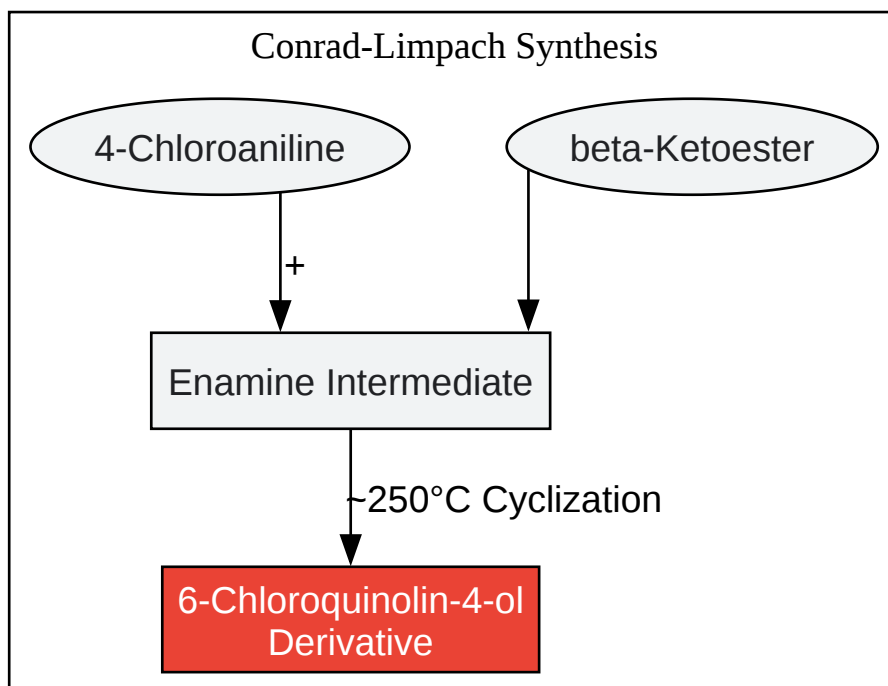 Conrad-Limpach Synthesis
4-Chloroaniline
beta-Ketoester
+
Enamine Intermediate
~250°C Cyclization
6-Chloroquinolin-4-ol
Derivative